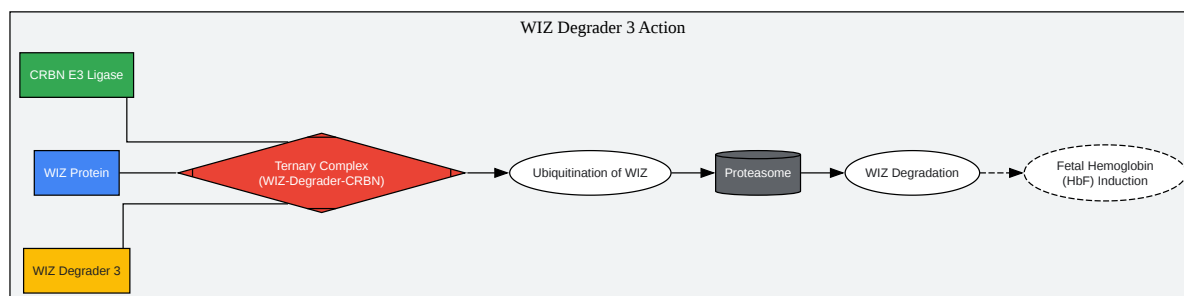 WIZ Degrader 3 Action
CRBN E3 Ligase
WIZ Protein
WIZ Degrader 3
Ternary Complex
(WIZ-Degrader-CRBN)
Ubiquitination of WIZ
Proteasome
WIZ Degradation
Fetal Hemoglobin
(HbF) Induction